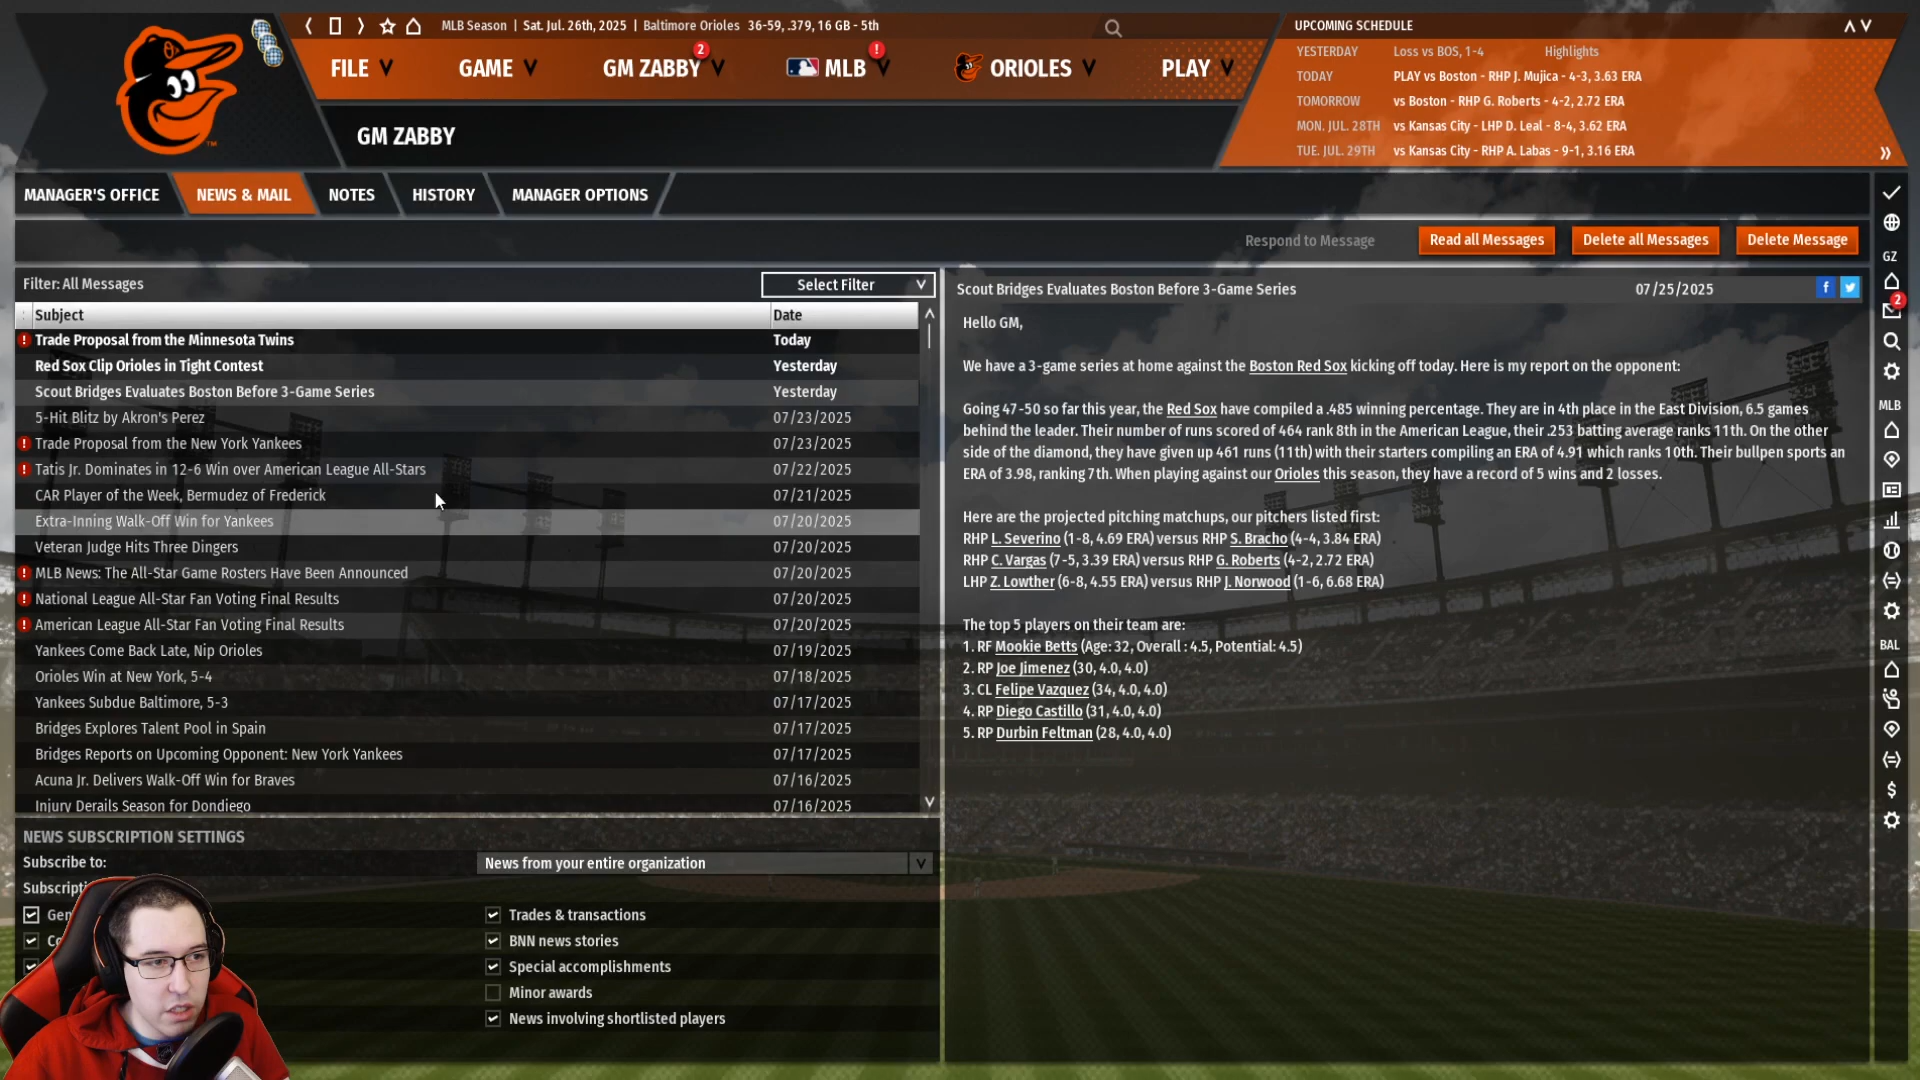 MLB Season | Sat. Jul. 26th, 2025 | Baltimore Orioles 36-59, .379, 16 GB - 5th
FILE
GAME
GM ZABBY
2
MLB
!
ORIOLES
PLAY
GM ZABBY
UPCOMING SCHEDULE
YESTERDAY Loss vs BOS, 1-4 Highlights
TODAY PLAY vs Boston - RHP J. Mujica - 4-3, 3.63 ERA
TOMORROW vs Boston - RHP G. Roberts - 4-2, 2.72 ERA
MON. JUL. 28TH vs Kansas City - LHP D. Leal - 8-4, 3.62 ERA
TUE. JUL. 29TH vs Kansas City - RHP A. Labas - 9-1, 3.16 ERA
MANAGER'S OFFICE
NEWS & MAIL
NOTES
HISTORY
MANAGER OPTIONS
Respond to Message
Read all Messages
Delete all Messages
Delete Message
Filter: All Messages
Select Filter
Subject Date
! Trade Proposal from the Minnesota Twins Today
Red Sox Clip Orioles in Tight Contest Yesterday
Scout Bridges Evaluates Boston Before 3-Game Series Yesterday
5-Hit Blitz by Akron's Perez 07/23/2025
! Trade Proposal from the New York Yankees 07/23/2025
! Tatis Jr. Dominates in 12-6 Win over American League All-Stars 07/22/2025
CAR Player of the Week, Bermudez of Frederick 07/21/2025
Extra-Inning Walk-Off Win for Yankees 07/20/2025
Veteran Judge Hits Three Dingers 07/20/2025
! MLB News: The All-Star Game Rosters Have Been Announced 07/20/2025
! National League All-Star Fan Voting Final Results 07/20/2025
! American League All-Star Fan Voting Final Results 07/20/2025
Yankees Come Back Late, Nip Orioles 07/19/2025
Orioles Win at New York, 5-4 07/18/2025
Yankees Subdue Baltimore, 5-3 07/17/2025
Bridges Explores Talent Pool in Spain 07/17/2025
Bridges Reports on Upcoming Opponent: New York Yankees 07/17/2025
Acuna Jr. Delivers Walk-Off Win for Braves 07/16/2025
Injury Derails Season for Dondiego 07/16/2025
NEWS SUBSCRIPTION SETTINGS
Subscribe to: News from your entire organization
Trades & transactions
BNN news stories
Special accomplishments
Minor awards
News involving shortlisted players
Scout Bridges Evaluates Boston Before 3-Game Series 07/25/2025
f
Hello GM,
We have a 3-game series at home against the Boston Red Sox kicking off today. Here is my report on the opponent:
Going 47-50 so far this year, the Red Sox have compiled a .485 winning percentage. They are in 4th place in the East Division, 6.5 games
behind the leader. Their number of runs scored of 464 rank 8th in the American League, their .253 batting average ranks 11th. On the other
side of the diamond, they have given up 461 runs (11th) with their starters compiling an ERA of 4.91 which ranks 10th. Their bullpen sports an
ERA of 3.98, ranking 7th. When playing against our Orioles this season, they have a record of 5 wins and 2 losses.
Here are the projected pitching matchups, our pitchers listed first:
RHP L. Severino (1-8, 4.69 ERA) versus RHP S. Bracho (4-4, 3.84 ERA)
RHP C. Vargas (7-5, 3.39 ERA) versus RHP G. Roberts (4-2, 2.72 ERA)
LHP Z. Lowther (6-8, 4.55 ERA) versus RHP J. Norwood (1-6, 6.68 ERA)
The top 5 players on their team are:
1. RF Mookie Betts (Age: 32, Overall : 4.5, Potential: 4.5)
2. RP Joe Jimenez (30, 4.0, 4.0)
3. CL Felipe Vazquez (34, 4.0, 4.0)
4. RP Diego Castillo (31, 4.0, 4.0)
5. RP Durbin Feltman (28, 4.0, 4.0)
GZ
2
MLB
BAL
$